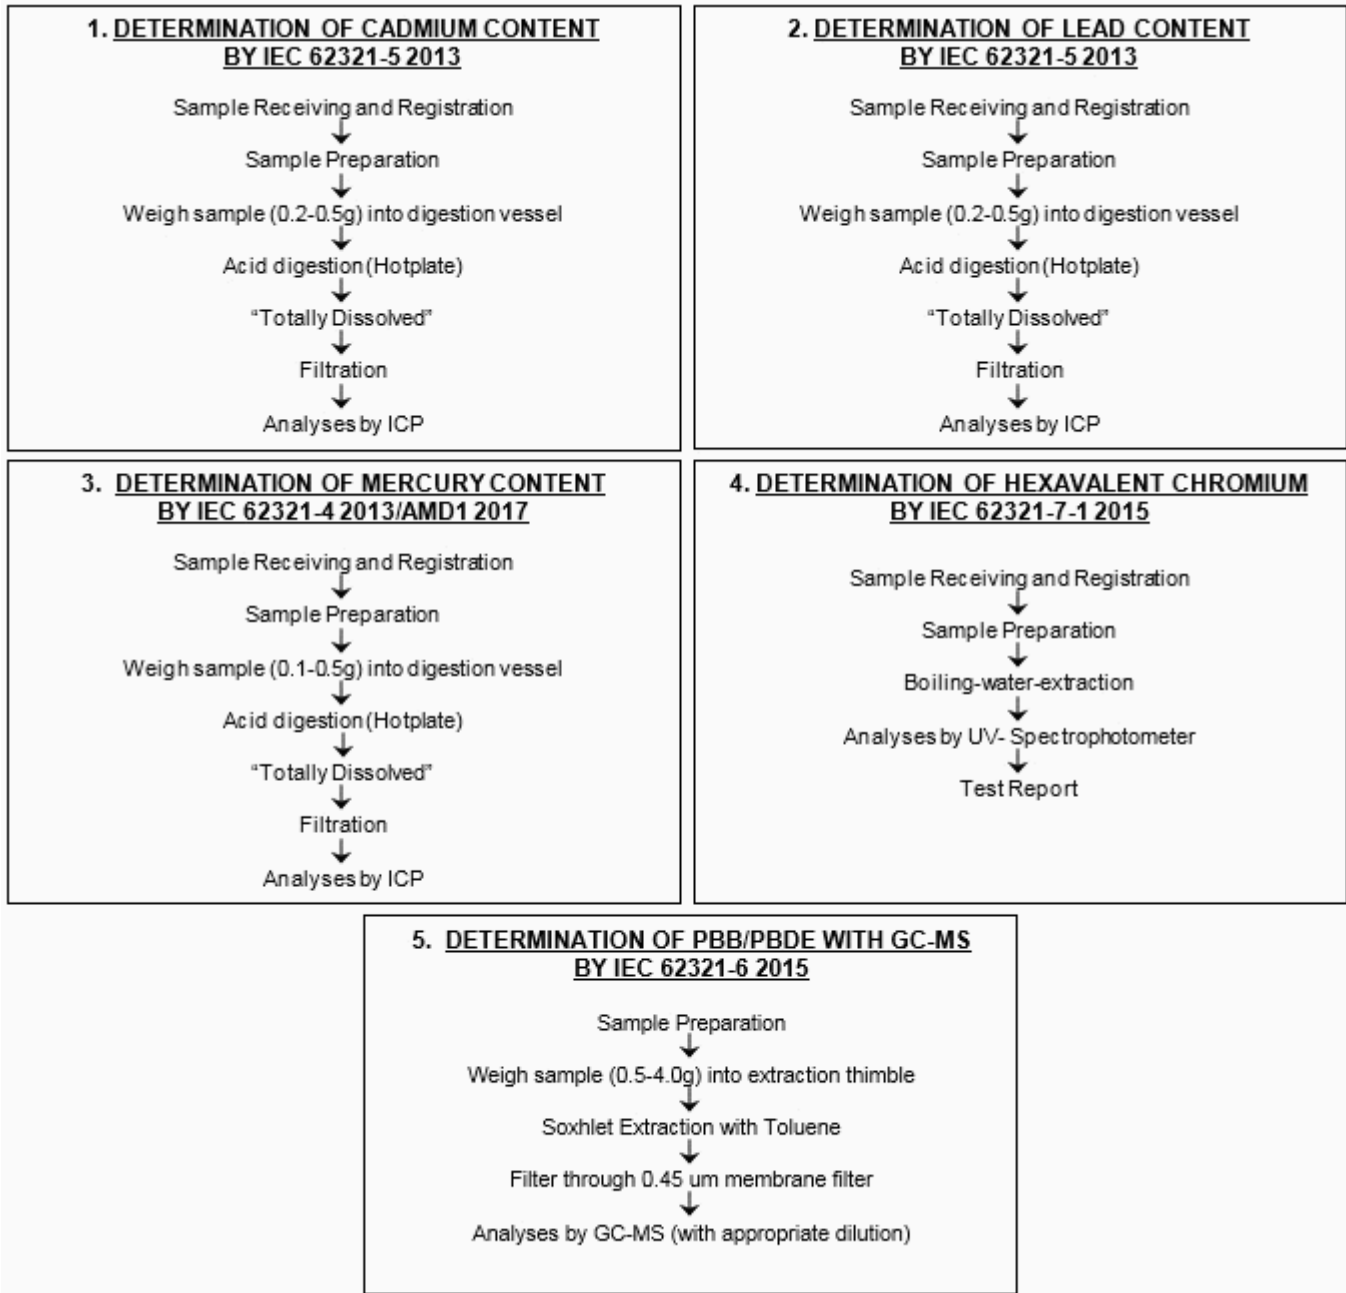 1. DETERMINATION OF CADMIUM CONTENT
BY IEC 62321-5 2013
Sample Receiving and Registration
Sample Preparation
Weigh sample (0.2-0.5g) into digestion vessel
Acid digestion (Hotplate)
“Totally Dissolved”
Filtration
Analyses by ICP
2. DETERMINATION OF LEAD CONTENT
BY IEC 62321-5 2013
Sample Receiving and Registration
Sample Preparation
Weigh sample (0.2-0.5g) into digestion vessel
Acid digestion (Hotplate)
“Totally Dissolved”
Filtration
Analyses by ICP
3. DETERMINATION OF MERCURY CONTENT
BY IEC 62321-4 2013/AMD1 2017
Sample Receiving and Registration
Sample Preparation
Weigh sample (0.1-0.5g) into digestion vessel
Acid digestion (Hotplate)
“Totally Dissolved”
Filtration
Analyses by ICP
4. DETERMINATION OF HEXAVALENT CHROMIUM
BY IEC 62321-7-1 2015
Sample Receiving and Registration
Sample Preparation
Boiling-water-extraction
Analyses by UV- Spectrophotometer
Test Report
5. DETERMINATION OF PBB/PBDE WITH GC-MS
BY IEC 62321-6 2015
Sample Preparation
Weigh sample (0.5-4.0g) into extraction thimble
Soxhlet Extraction with Toluene
Filter through 0.45 um membrane filter
Analyses by GC-MS (with appropriate dilution)